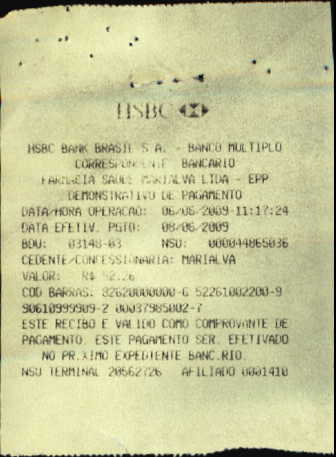 HSBC
HSBC BANK BRASIL S.A. - BANCO MULTIPLO
CORRESPONDENTE BANCARIO
FARMACIA SAUDE MARIALVA LTDA - EPP
DEMONSTRATIVO DE PAGAMENTO
DATA/HORA OPERACAO: 06/06/2009-11:17:24
DATA EFETIV. PGTO: 08/06/2009
BDU: 03148-03 NSU: 000044865036
CEDENTE/CONCESSIONARIA: MARIALVA
VALOR: R$ 52.26
COD BARRAS: 82620000000-6 52261002200-9
90610999909-2 00037985002-7
ESTE RECIBO E VALIDO COMO COMPROVANTE DE
PAGAMENTO. ESTE PAGAMENTO SER. EFETIVADO
NO PR.XIMO EXPEDIENTE BANC.RIO.
NSU TERMINAL 20562726 AFILIADO 0001410